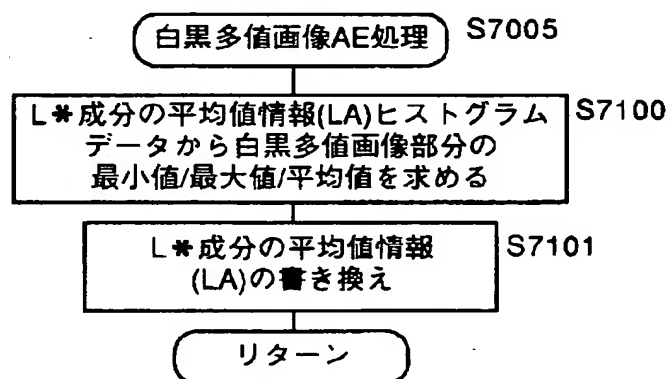 白黒多値画像AE処理 S7005
L*成分の平均値情報(LA)ヒストグラム S7100
データから白黒多値画像部分の
最小値/最大値/平均値を求める
L*成分の平均値情報 S7101
(LA)の書き換え
リターン